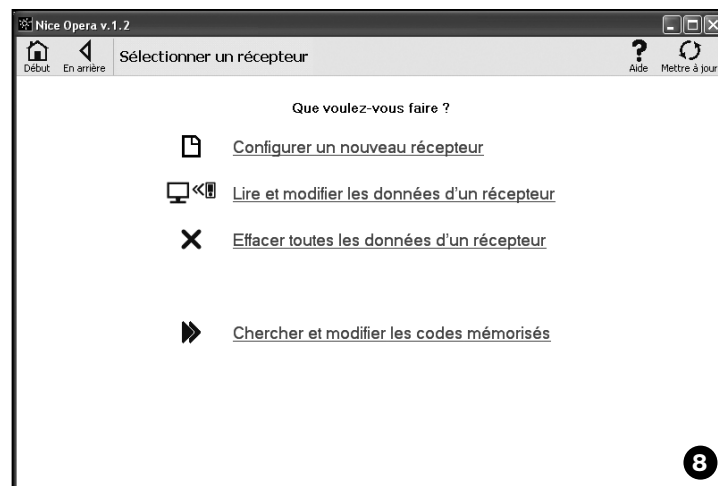 Nice Opera v.1.2
Début En arrière Sélectionner un récepteur Aide Mettre à jour
Que voulez-vous faire ?
Configurer un nouveau récepteur
Lire et modifier les données d'un récepteur
Effacer toutes les données d'un récepteur
Chercher et modifier les codes mémorisés
8